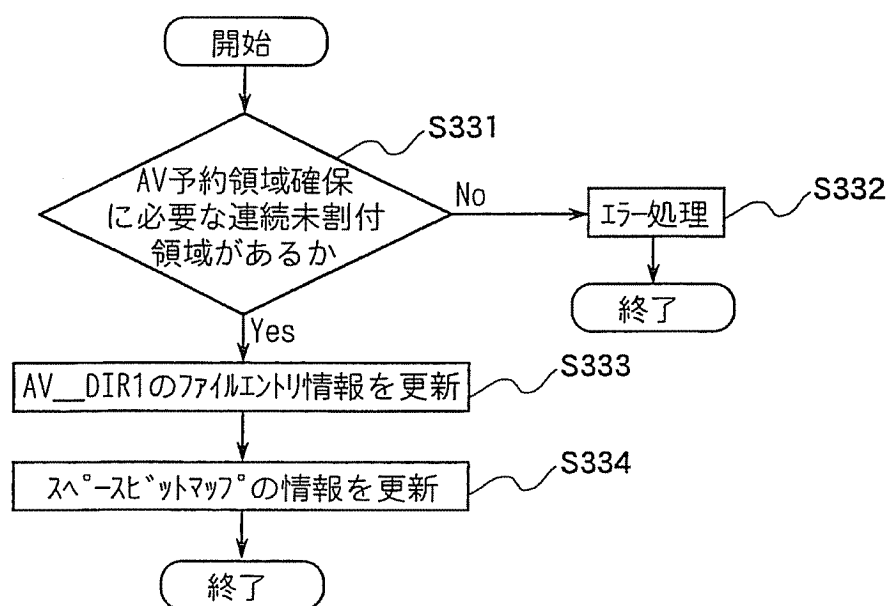 開始
S331
AV予約領域確保
に必要な連続未割付
領域があるか
No
S332
エラー処理
終了
Yes
S333
AV__DIR1のファイルエントリ情報を更新
S334
スペースビットマップの情報を更新
終了